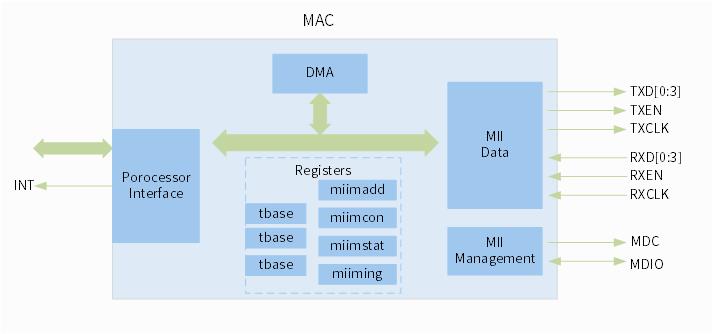 MAC
DMA
TXD[0:3]
TXEN
TXCLK
MII
Data
RXD[0:3]
RXEN
RXCLK
INT
Porocessor
Interface
Registers
miimadd
tbase
miimcon
tbase
miimstat
tbase
miiming
MII
Management
MDC
MDIO